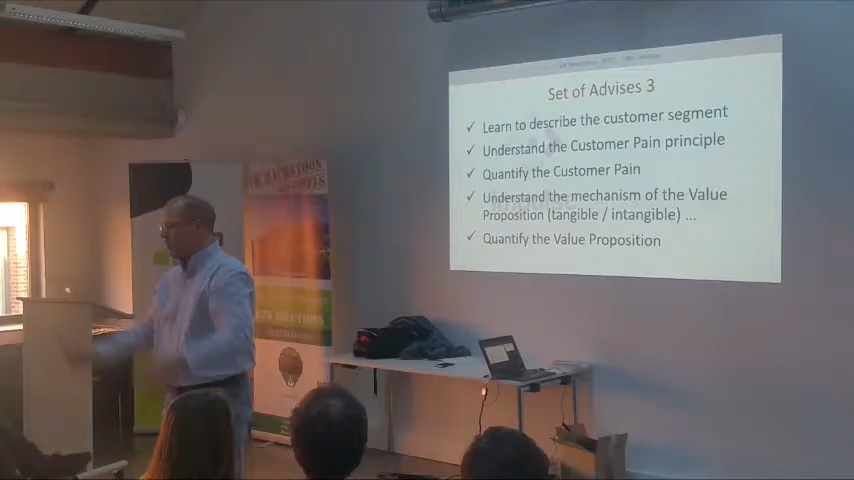 Set of Advises 3
✓ Learn to describe the customer segment
✓ Understand the Customer Pain principle
✓ Quantify the Customer Pain
✓ Understand the mechanism of the Value
Proposition (tangible / intangible) ...
✓ Quantify the Value Proposition